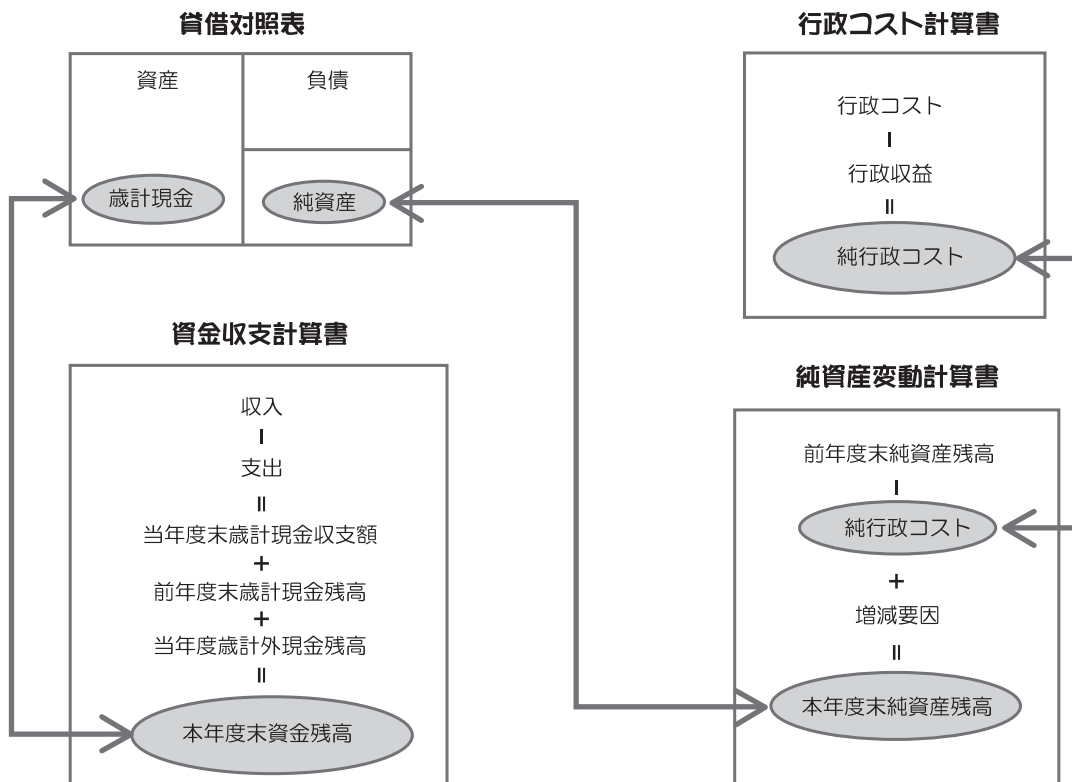 貸借対照表
資産
負債
歳計現金
純資産
資金収支計算書
収入
−
支出
=
当年度末歳計現金収支額
+
前年度末歳計現金残高
+
当年度歳計外現金残高
=
本年度末資金残高
行政コスト計算書
行政コスト
−
行政収益
=
純行政コスト
純資産変動計算書
前年度末純資産残高
−
純行政コスト
+
増減要因
=
本年度末純資産残高